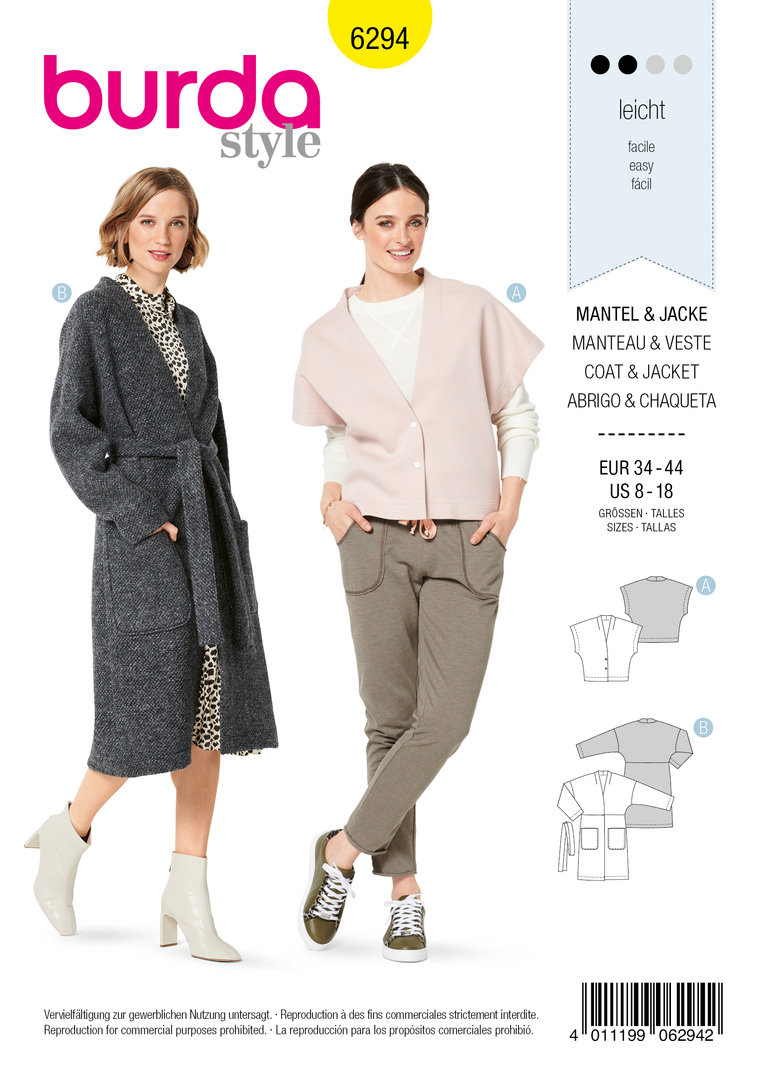 6294
burda
style
leicht
facile
easy
fácil
B
A
MANTEL & JACKE
MANTEAU & VESTE
COAT & JACKET
ABRIGO & CHAQUETA
EUR 34 - 44
US 8 - 18
GRÖSSEN · TALLES
SIZES · TALLAS
A
B
Vervielfältigung zur gewerblichen Nutzung untersagt. · Reproduction à des fins commerciales strictement interdite.
Reproduction for commercial purposes prohibited. · La reproducción para los propósitos comerciales prohibió.
4 011199 062942